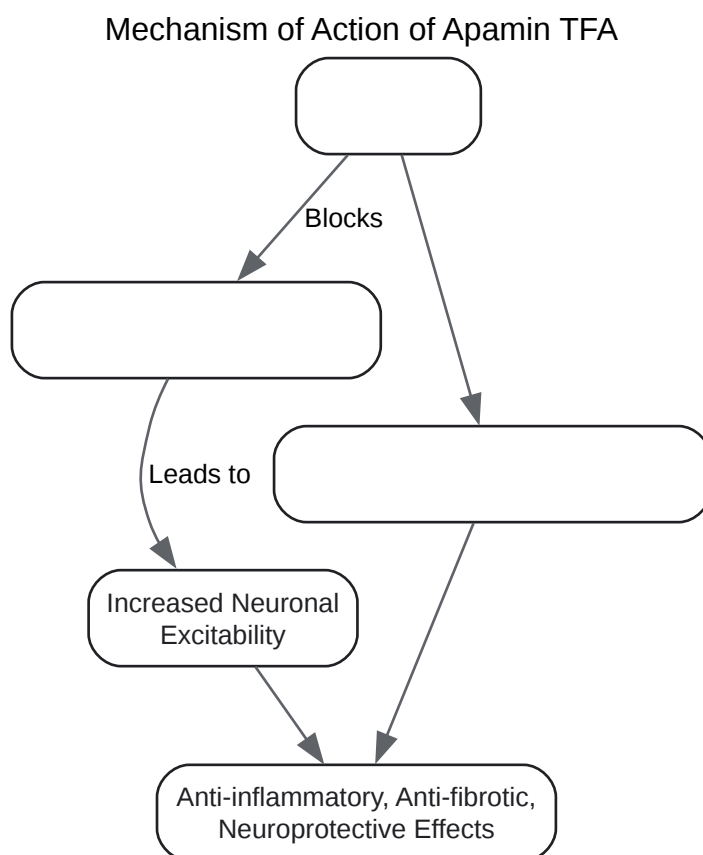 Mechanism of Action of Apamin TFA
Blocks
Leads to
Increased Neuronal
Excitability
Anti-inflammatory, Anti-fibrotic,
Neuroprotective Effects